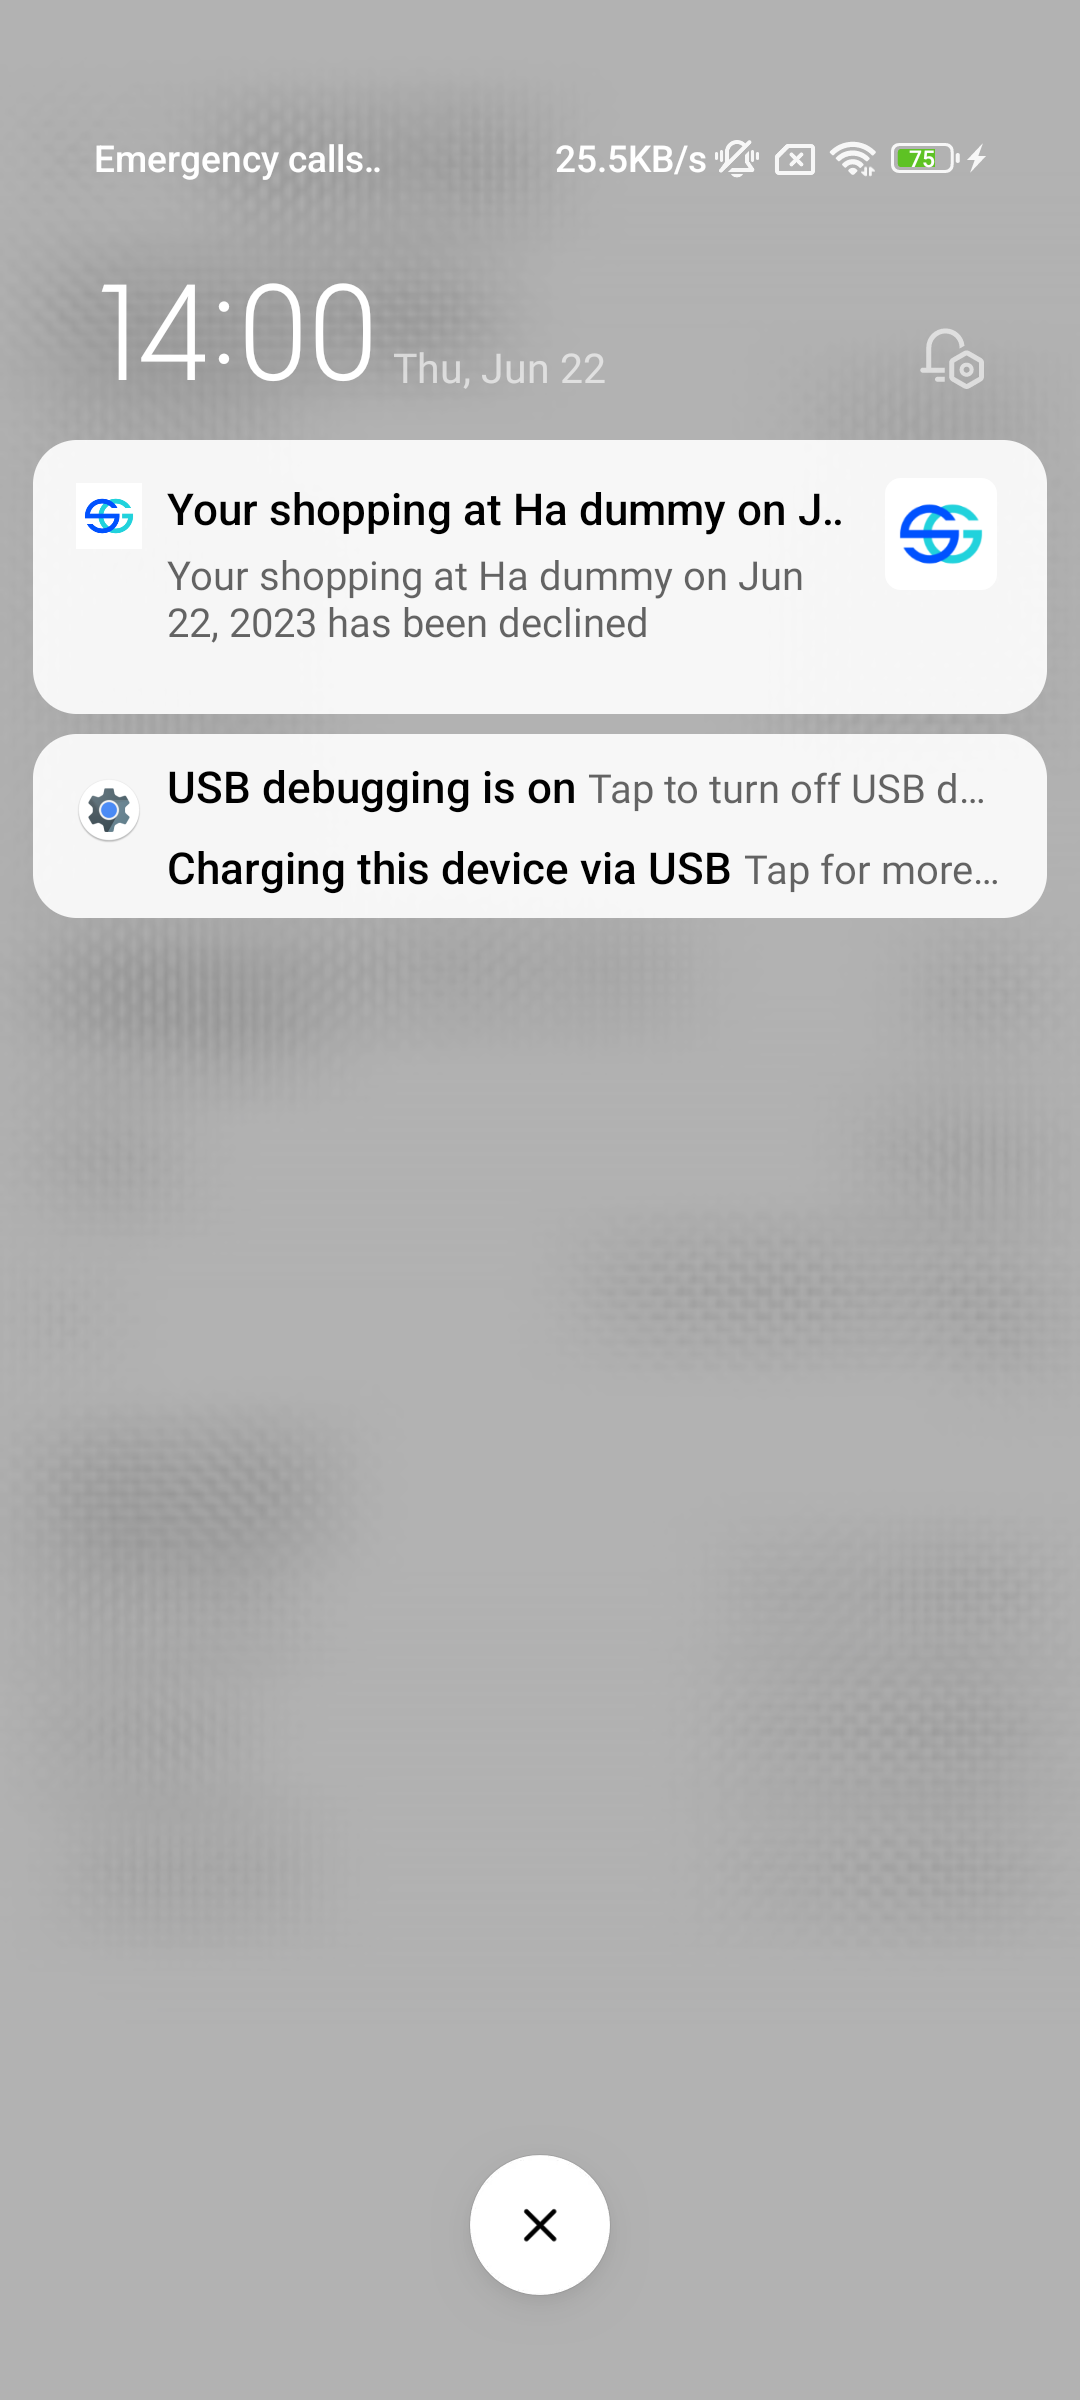 Emergency calls.. 25.5KB/s 75
14:00 Thu, Jun 22
Your shopping at Ha dummy on J..
Your shopping at Ha dummy on Jun
22, 2023 has been declined
USB debugging is on Tap to turn off USB d...
Charging this device via USB Tap for more...